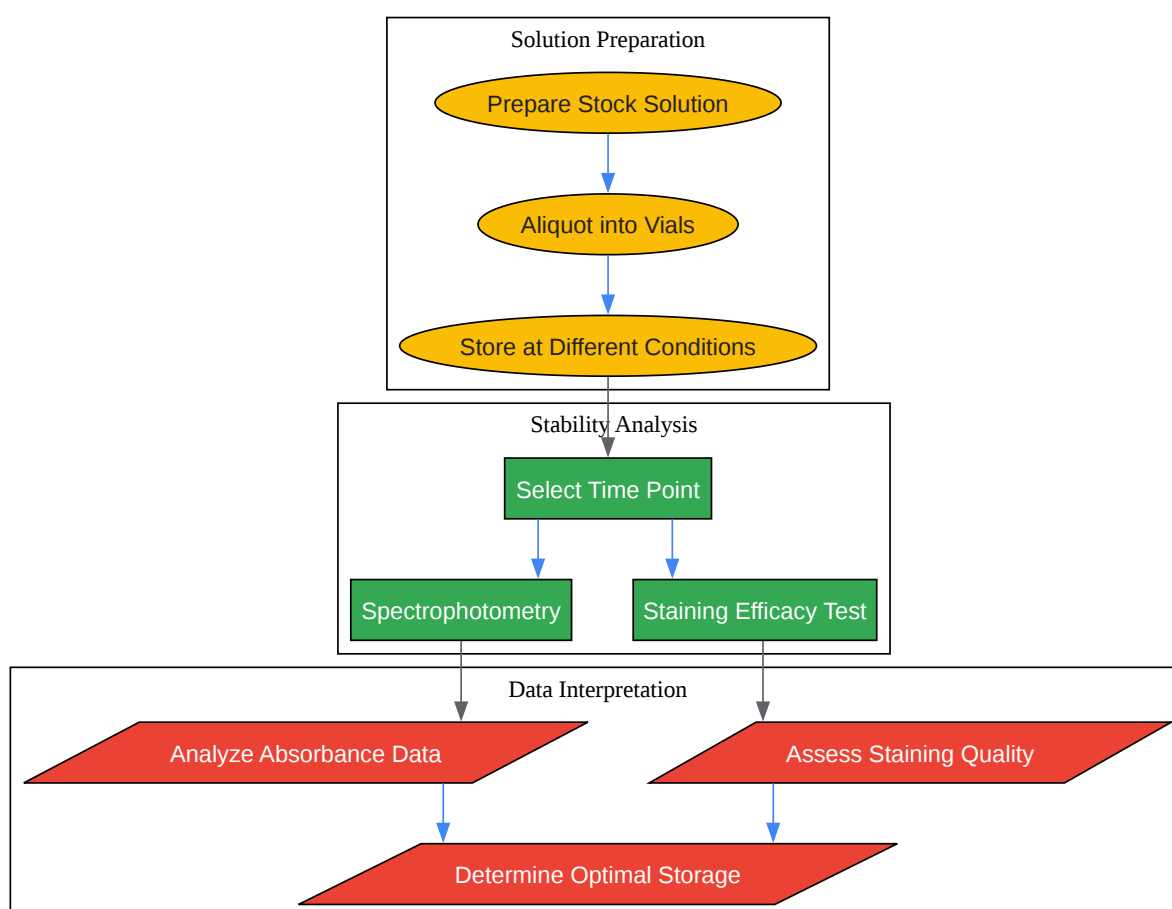 Solution Preparation
Prepare Stock Solution
Aliquot into Vials
Store at Different Conditions
Stability Analysis
Select Time Point
Spectrophotometry
Staining Efficacy Test
Data Interpretation
Analyze Absorbance Data
Assess Staining Quality
Determine Optimal Storage